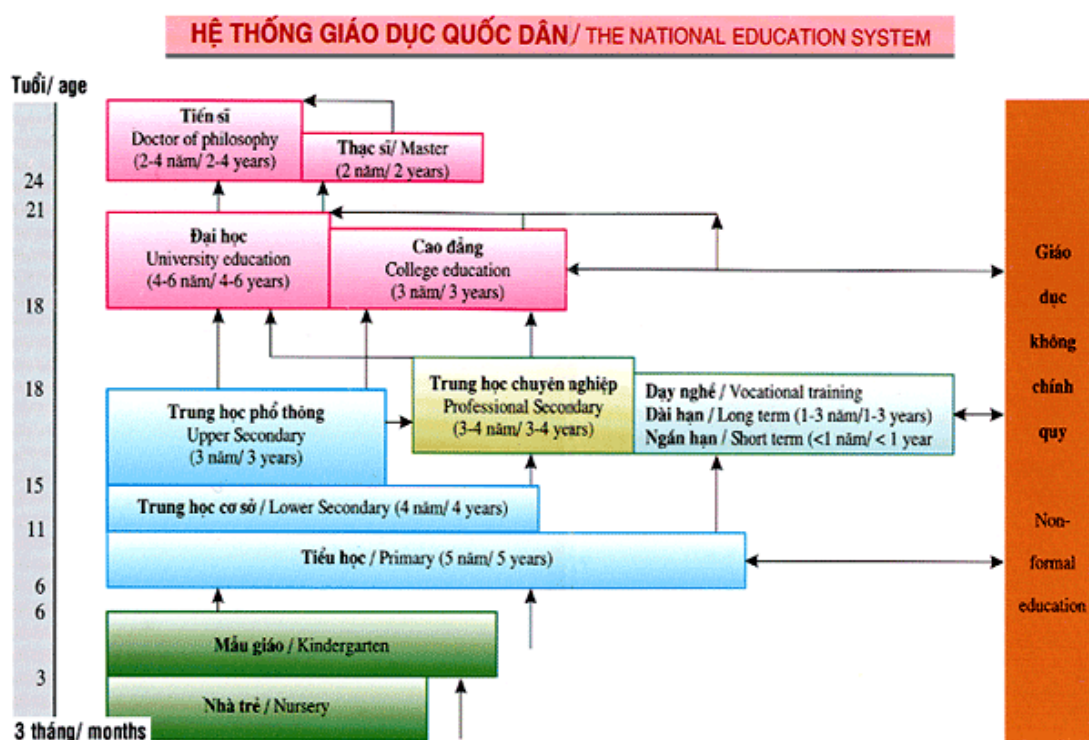 HỆ THỐNG GIÁO DỤC QUỐC DÂN/ THE NATIONAL EDUCATION SYSTEM
Tuổi/ age
Tiến sĩ
Doctor of philosophy
(2-4 năm/ 2-4 years)
Thạc sĩ/ Master
(2 năm/ 2 years)
24
21
Đại học
University education
(4-6 năm/ 4-6 years)
Cao đẳng
College education
(3 năm/ 3 years)
18
18
Trung học phổ thông
Upper Secondary
(3 năm/ 3 years)
Trung học chuyên nghiệp
Professional Secondary
(3-4 năm/ 3-4 years)
Dạy nghề / Vocational training
Dài hạn / Long term (1-3 năm/1-3 years)
Ngắn hạn / Short term (<1 năm/ < 1 year
15
Trung học cơ sở / Lower Secondary (4 năm/ 4 years)
11
Tiểu học / Primary (5 năm/ 5 years)
6
6
Mẫu giáo / Kindergarten
3
Nhà trẻ / Nursery
3 tháng/ months
Giáo
dục
không
chính
quy
Non-
formal
education